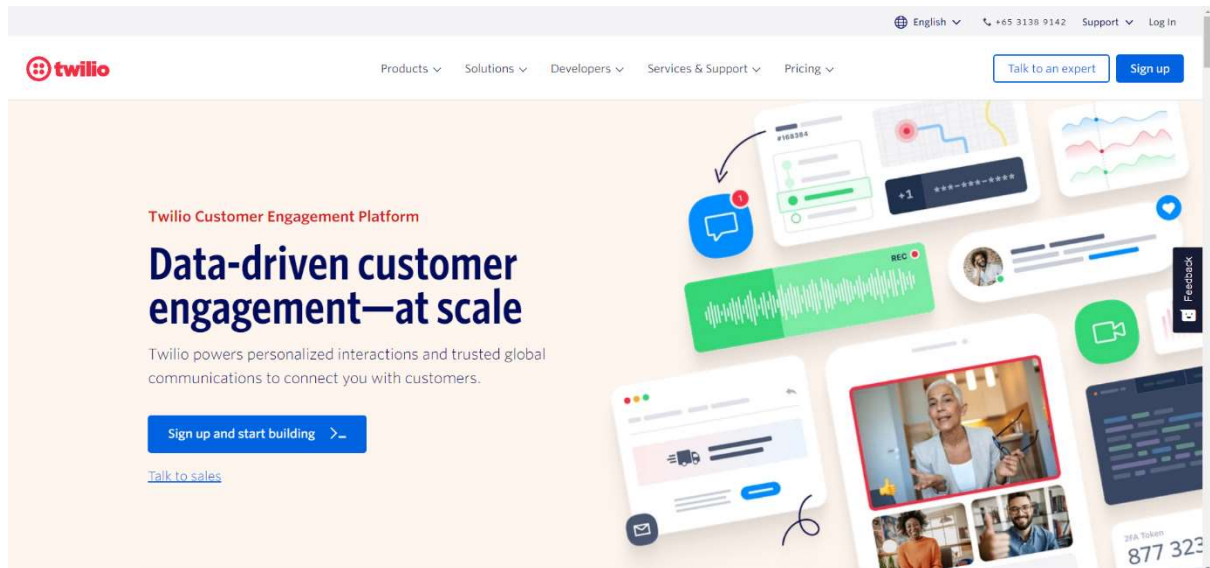 English
+65 3138 9142
Support
Log In
twilio
Products
Solutions
Developers
Services & Support
Pricing
Talk to an expert
Sign up
Twilio Customer Engagement Platform
Data-driven customer
engagement—at scale
Twilio powers personalized interactions and trusted global
communications to connect you with customers.
Sign up and start building >_
Talk to sales
#168384
+1 ***-***-****
1
REC
Feedback
2FA Token
877 323